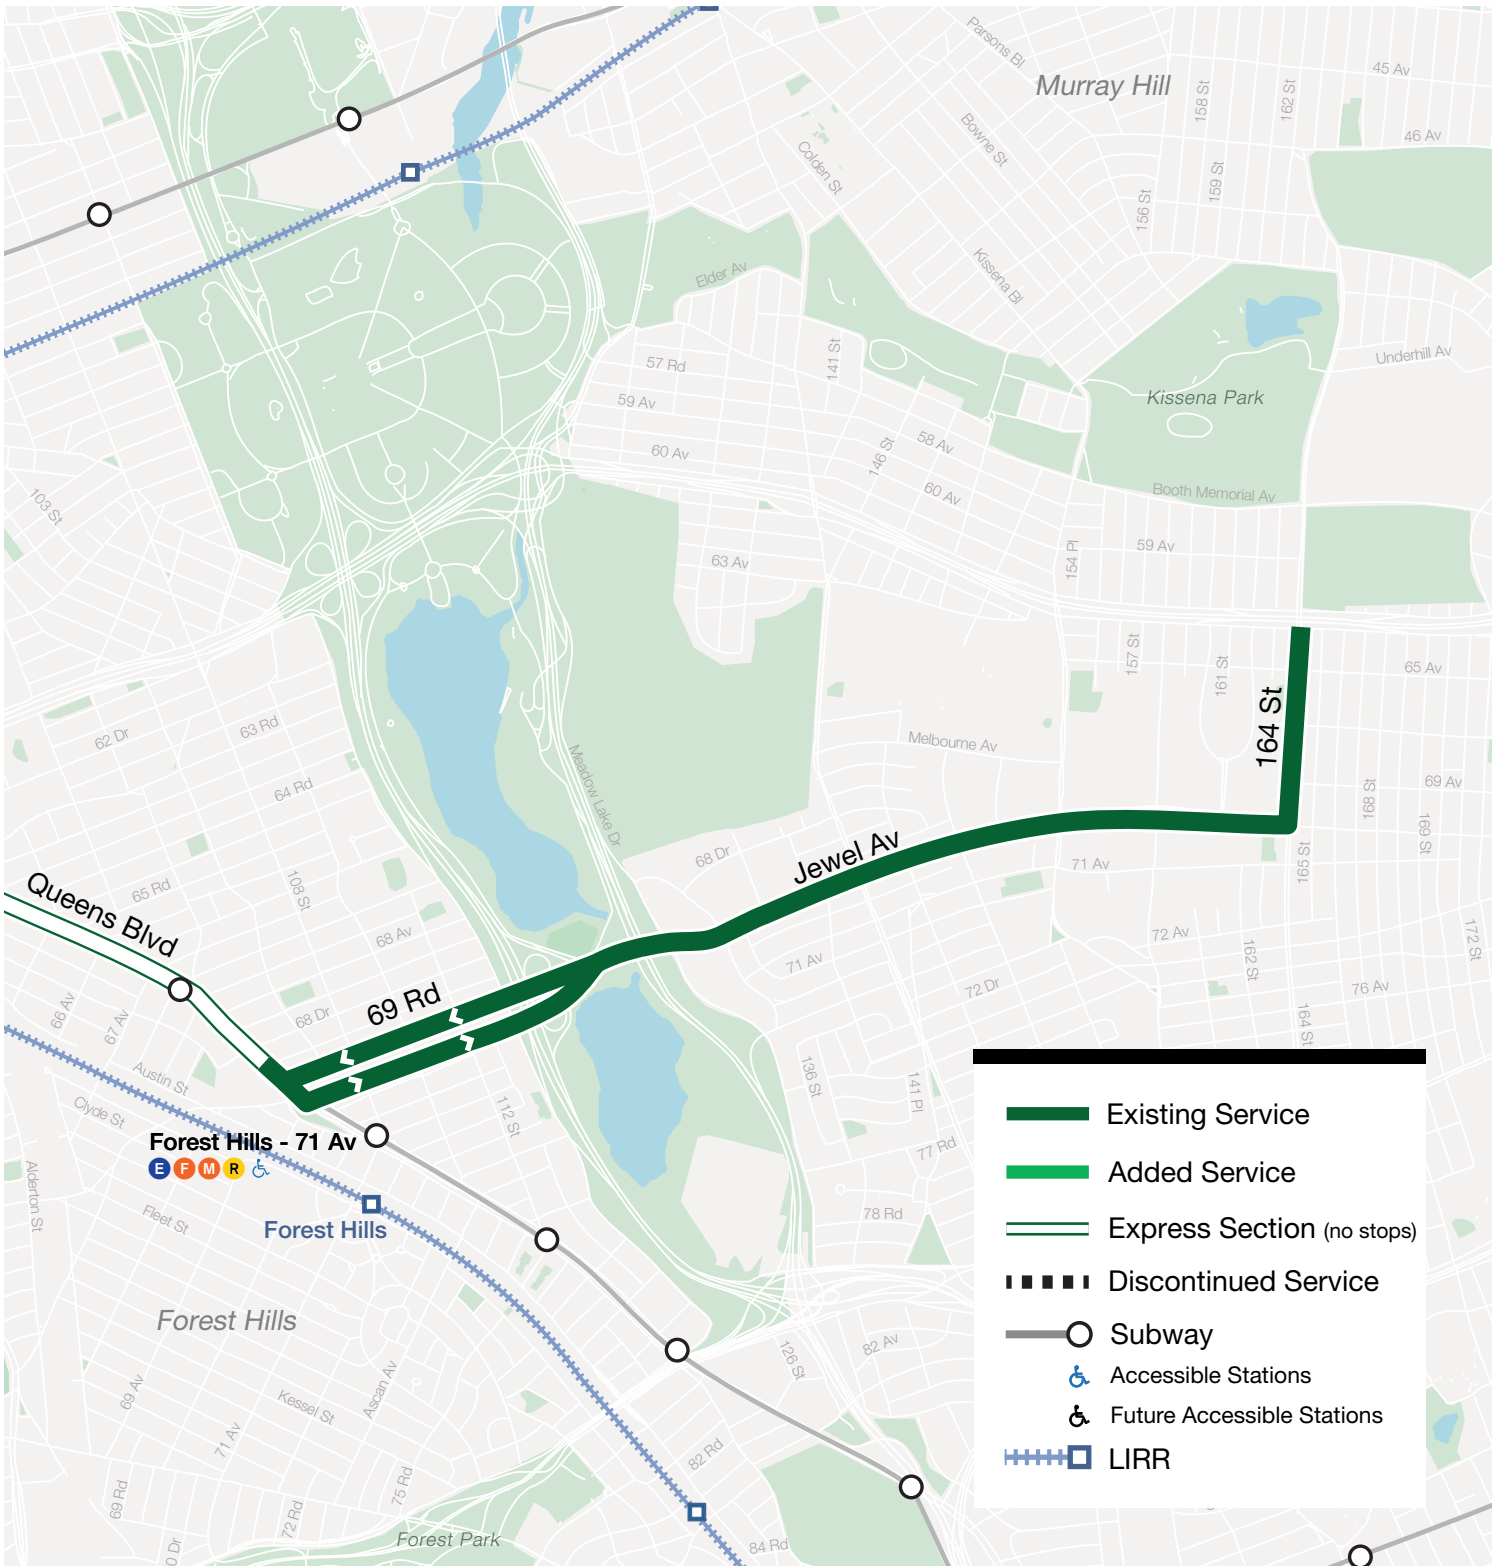 Parsons Bl
Murray Hill
45 Av
158 St
162 St
46 Av
Bowne St
Colden St
159 St
156 St
Elder Av
Kissena Bl
57 Rd
141 St
Underhill Av
Kissena Park
59 Av
146 St
58 Av
60 Av
60 Av
Booth Memorial Av
103 St
63 Av
154 Pl
59 Av
157 St
161 St
65 Av
164 St
62 Dr
63 Rd
Meadow Lake Dr
Melbourne Av
64 Rd
168 St
69 Av
169 St
68 Dr
Jewel Av
71 Av
165 St
Queens Blvd
65 Rd
108 St
68 Av
71 Av
72 Av
162 St
172 St
69 Rd
68 Dr
66 Av
67 Av
72 Dr
76 Av
164 St
Austin St
Clyde St
112 St
136 St
141 Pl
Forest Hills - 71 Av
E F M R
77 Rd
Alderton St
Fleet St
Forest Hills
78 Rd
Forest Hills
126 St
82 Av
69 Av
Kessel St
Ascan Av
71 Av
82 Rd
69 Rd
72 Rd
75 Rd
Forest Park
84 Rd
Existing Service
Added Service
Express Section (no stops)
Discontinued Service
Subway
Accessible Stations
Future Accessible Stations
LIRR